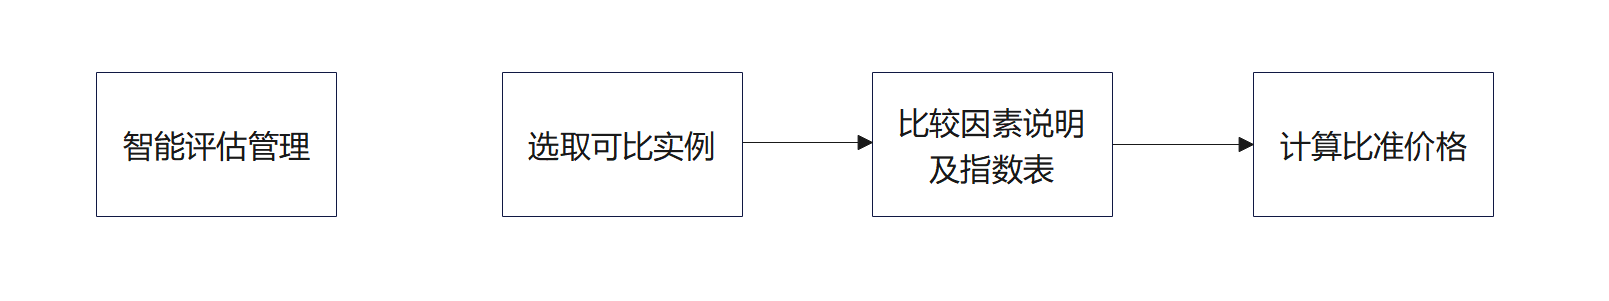 智能评估管理
选取可比实例
比较因素说明
及指数表
计算比准价格